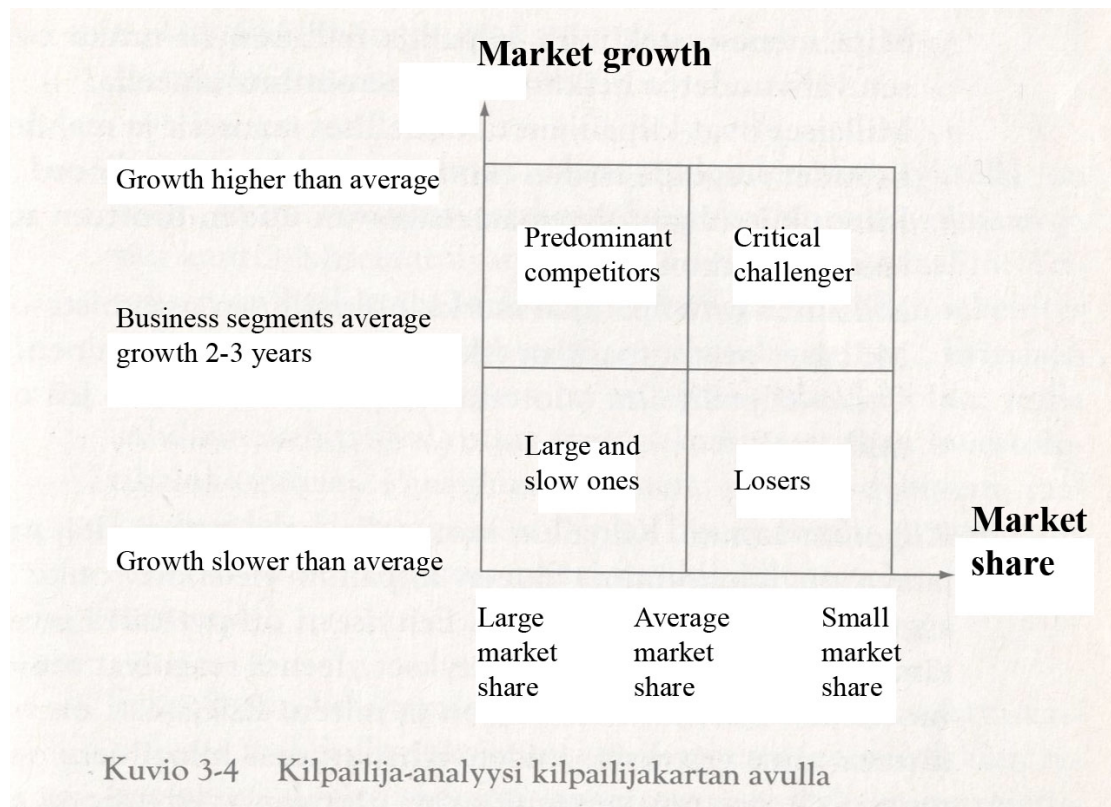 Market growth
Growth higher than average
Predominant
competitors
Critical
challenger
Business segments average
growth 2-3 years
Large and
slow ones
Losers
Growth slower than average
Market
share
Large
market
share
Average
market
share
Small
market
share
Kuvio 3-4 Kilpailija-analyysi kilpailijakartan avulla